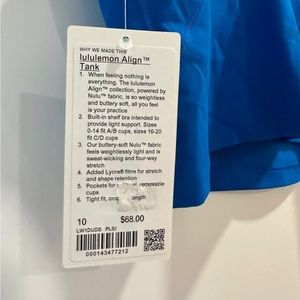 WHY WE MADE THIS
lululemon Align™
Tank
1. When feeling nothing is
everything. The lululemon
Align™ collection, powered by
Nulu™ fabric, is so weightless
and buttery soft, all you feel
is your practice
2. Built-in shelf bra intended to
provide light support. Sizes
0-14 fit A/B cups, sizes 16-20
fit C/D cups
3. Our buttery-soft Nulu™ fabric
feels weightlessly light and is
sweat-wicking and four-way
stretch
4. Added Lycra® fibre for stretch
and shape retention
5. Pockets for removable
cups
6. Tight fit, length
10 $68.00
LW1DUDS PLSI
000143477212